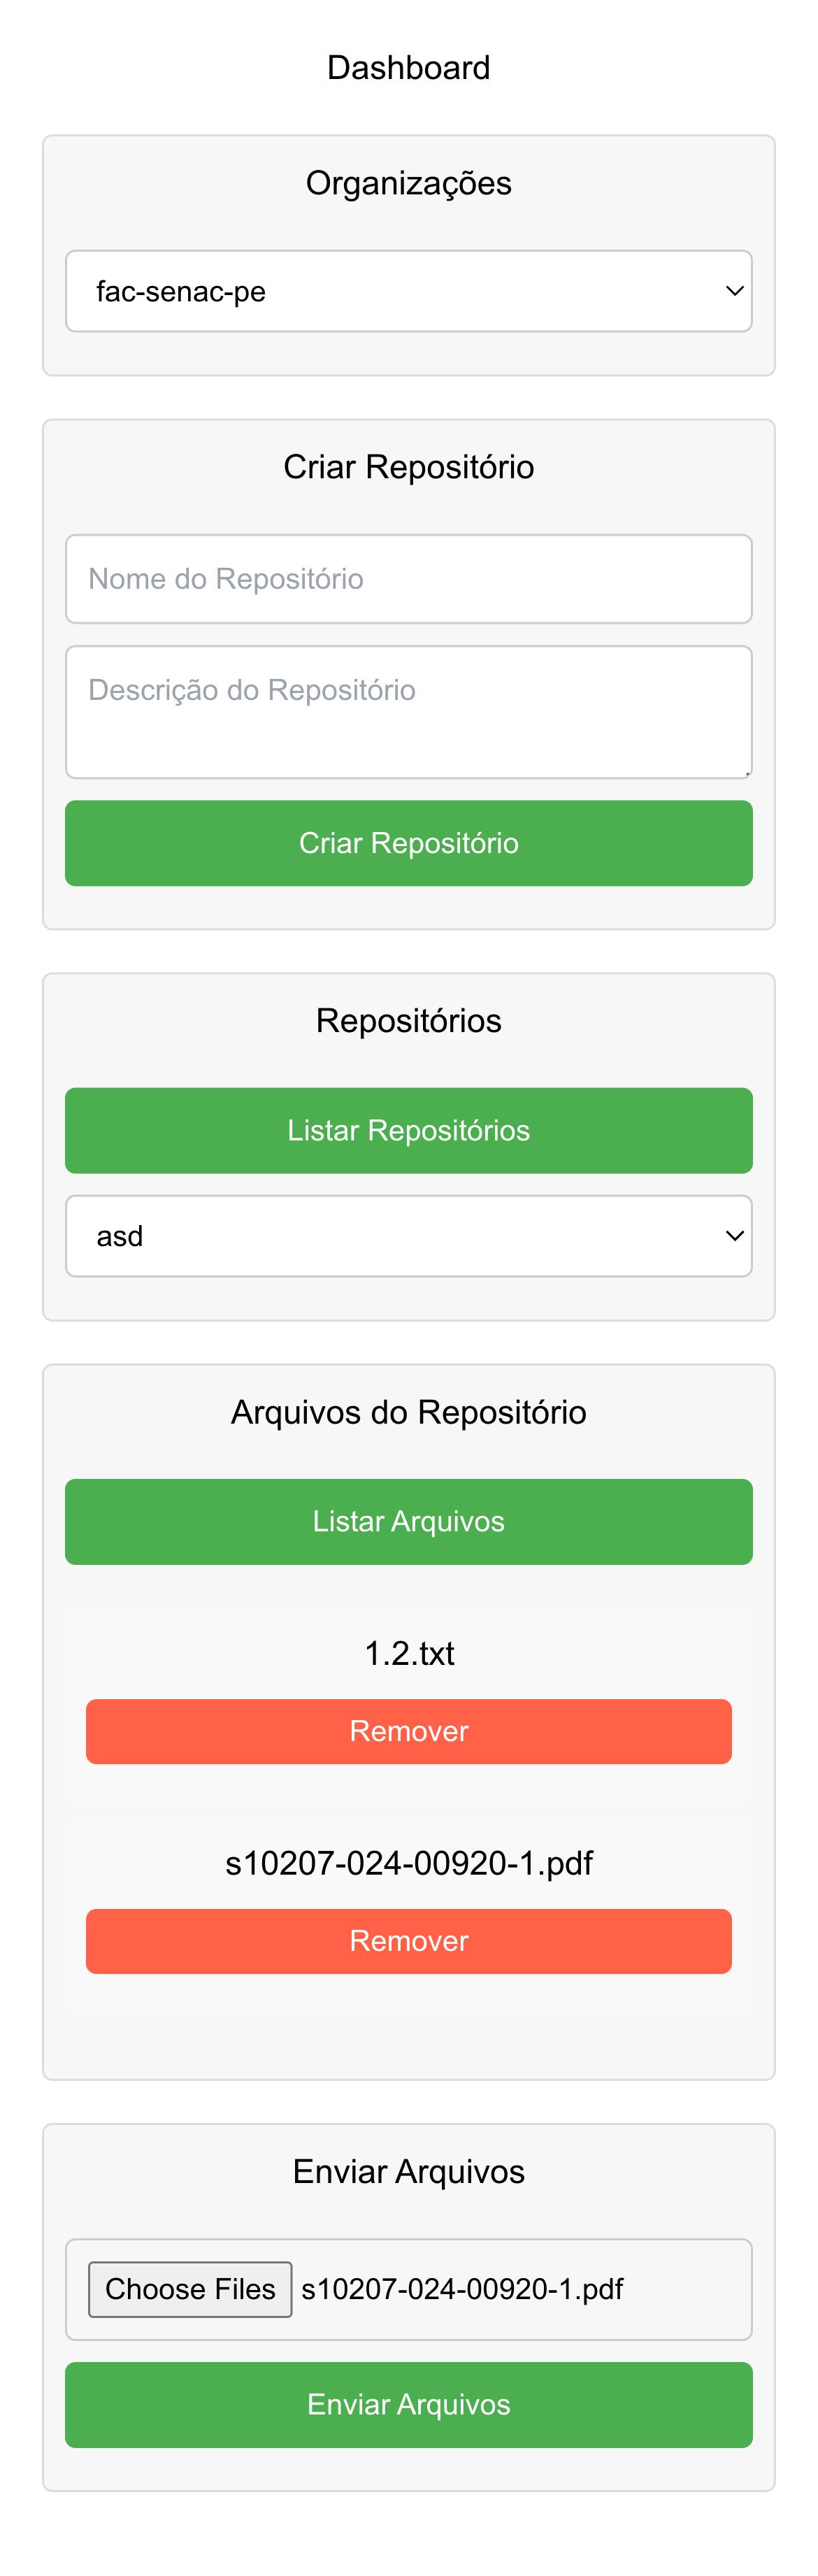 Dashboard
Organizações
fac-senac-pe
Criar Repositório
Nome do Repositório
Descrição do Repositório
Criar Repositório
Repositórios
Listar Repositórios
asd
Arquivos do Repositório
Listar Arquivos
1.2.txt
Remover
s10207-024-00920-1.pdf
Remover
Enviar Arquivos
Choose Files s10207-024-00920-1.pdf
Enviar Arquivos